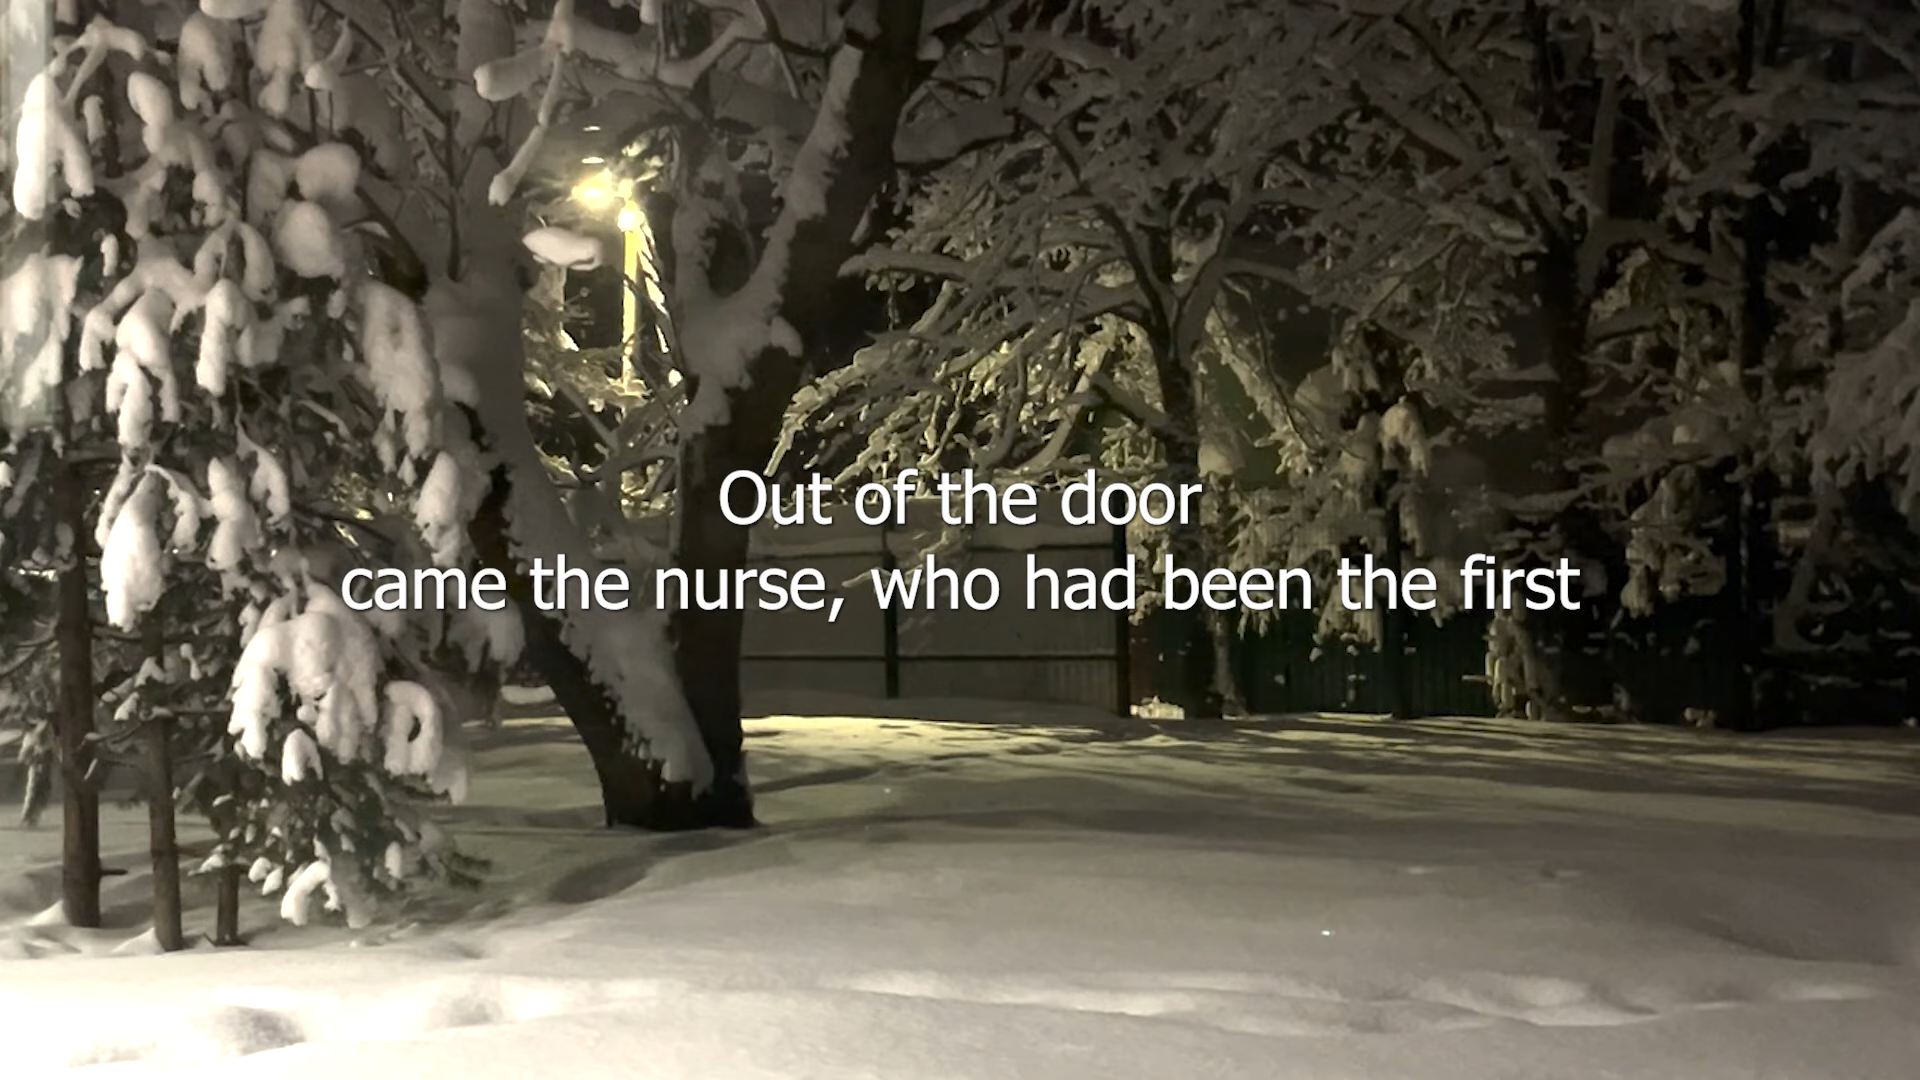 Out of the door
came the nurse, who had been the first